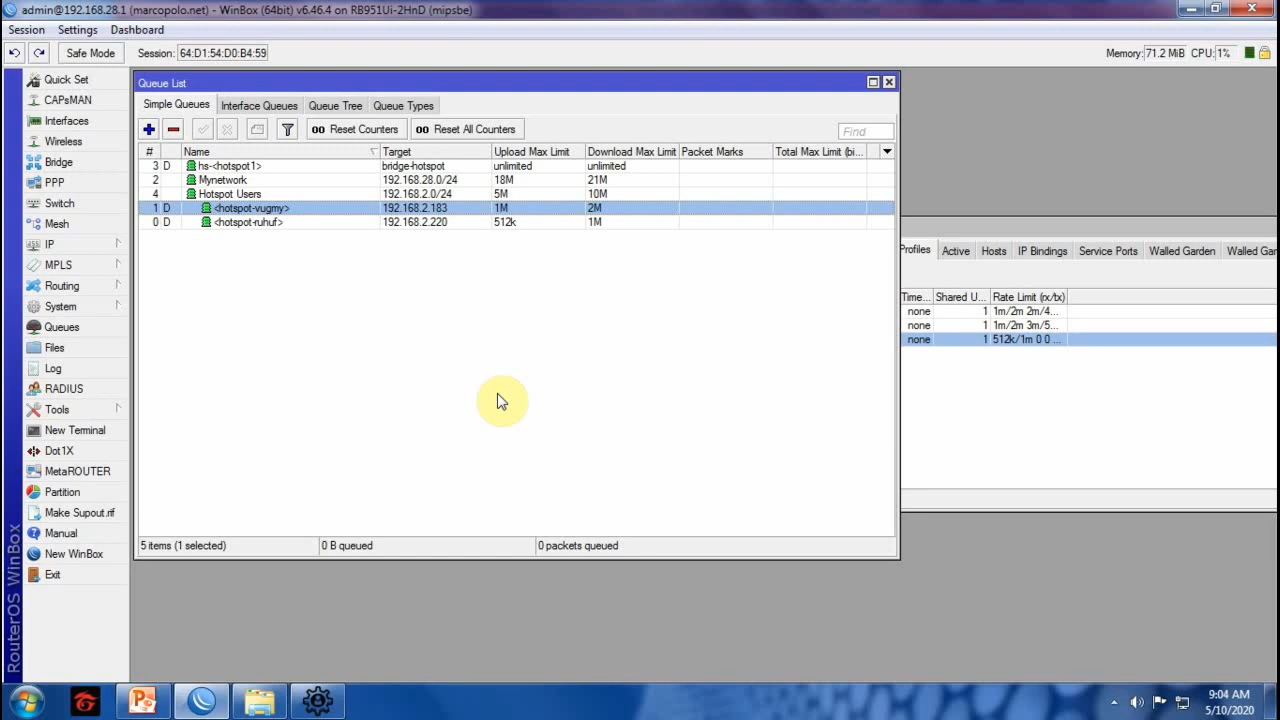 admin@192.168.28.1 (marcopolo.net) - WinBox (64bit) v6.46.4 on RB951Ui-2HnD (mipsbe)
Session Settings Dashboard
Safe Mode Session: 64:D1:54:D0:B4:59 Memory: 71.2 MiB CPU: 1%
Quick Set
CAPsMAN
Interfaces
Wireless
Bridge
PPP
Switch
Mesh
IP
MPLS
Routing
System
Queues
Files
Log
RADIUS
Tools
New Terminal
Dot1X
MetaROUTER
Partition
Make Supout.rif
Manual
New WinBox
Exit
RouterOS WinBox
Queue List
Simple Queues Interface Queues Queue Tree Queue Types
00 Reset Counters 00 Reset All Counters Find
# Name Target Upload Max Limit Download Max Limit Packet Marks Total Max Limit (bi...
3 D hs-<hotspot1> bridge-hotspot unlimited unlimited
2 Mynetwork 192.168.28.0/24 18M 21M
4 Hotspot Users 192.168.2.0/24 5M 10M
1 D <hotspot-vugmy> 192.168.2.183 1M 2M
0 D <hotspot-ruhuf> 192.168.2.220 512k 1M
5 items (1 selected) 0 B queued 0 packets queued
Profiles Active Hosts IP Bindings Service Ports Walled Garden Walled Gar
Time... Shared U... Rate Limit (rx/tx)
none 1 1m/2m 2m/4...
none 1 1m/2m 3m/5...
none 1 512k/1m 0 0 ...
9:04 AM
5/10/2020